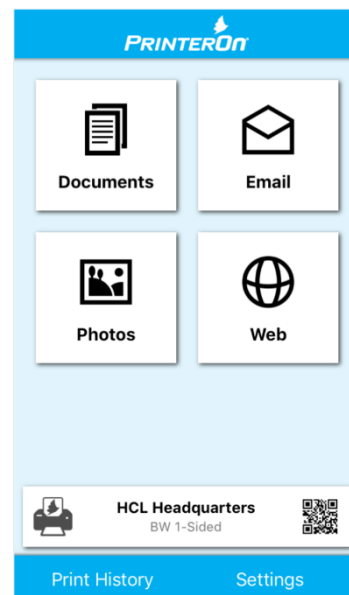 PRINTERON
Documents
Email
Photos
Web
HCL Headquarters
BW 1-Sided
Print History
Settings